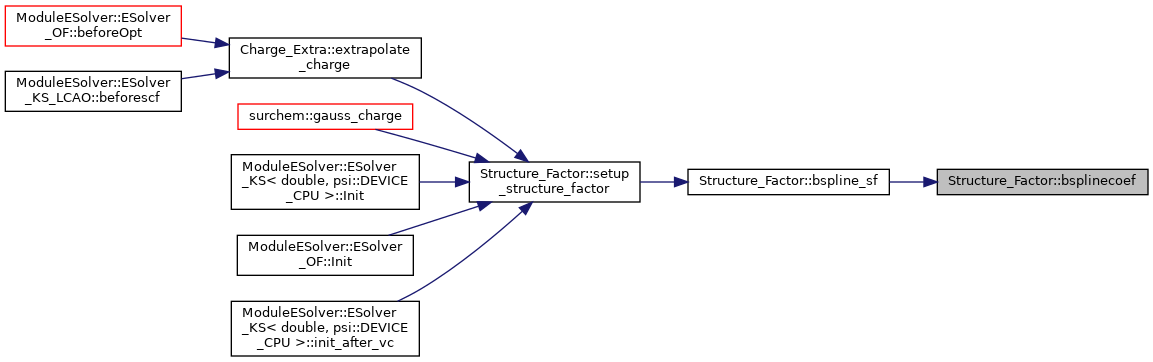 ModuleESolver::ESolver
_OF::beforeOpt
ModuleESolver::ESolver
_KS_LCAO::beforescf
Charge_Extra::extrapolate
_charge
surchem::gauss_charge
ModuleESolver::ESolver
_KS< double, psi::DEVICE
_CPU >::Init
ModuleESolver::ESolver
_OF::Init
ModuleESolver::ESolver
_KS< double, psi::DEVICE
_CPU >::init_after_vc
Structure_Factor::setup
_structure_factor
Structure_Factor::bspline_sf
Structure_Factor::bsplinecoef